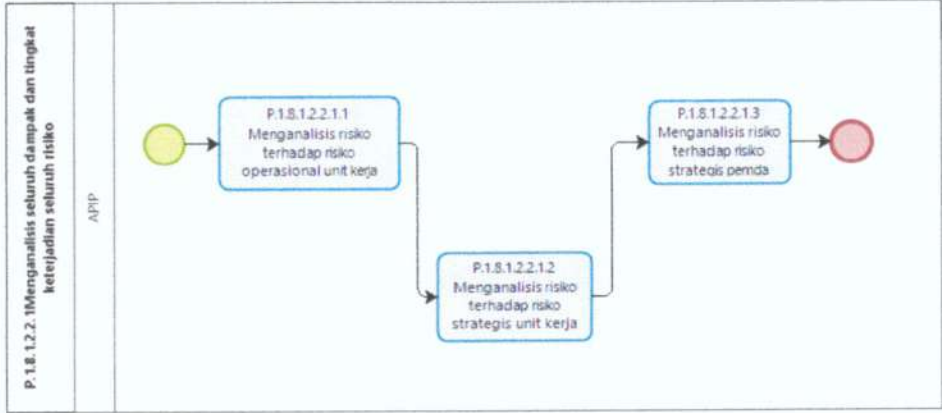 P.1.8.1.2.2.1Menganalisis seluruh dampak dan tingkat
keterjadian seluruh risiko
APIP
P.1.8.1.2.2.1.1
Menganalisis risiko
terhadap risiko
operasional unit kerja
P.1.8.1.2.2.1.2
Menganalisis risiko
terhadap risiko
strategis unit kerja
P.1.8.1.2.2.1.3
Menganalisis risiko
terhadap risiko
strategis pemda